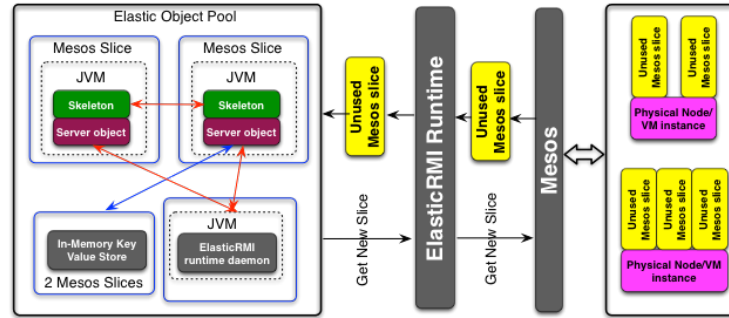 Elastic Object Pool
Mesos Slice
JVM
Skeleton
Server object
Mesos Slice
JVM
Skeleton
Server object
In-Memory Key
Value Store
2 Mesos Slices
JVM
ElasticRMI
runtime daemon
Unused
Mesos slice
Get New Slice
ElasticRMI Runtime
Unused
Mesos slice
Get New Slice
Mesos
Unused
Mesos slice
Unused
Mesos slice
Physical Node/
VM instance
Unused
Mesos slice
Unused
Mesos slice
Unused
Mesos slice
Physical Node/VM
instance